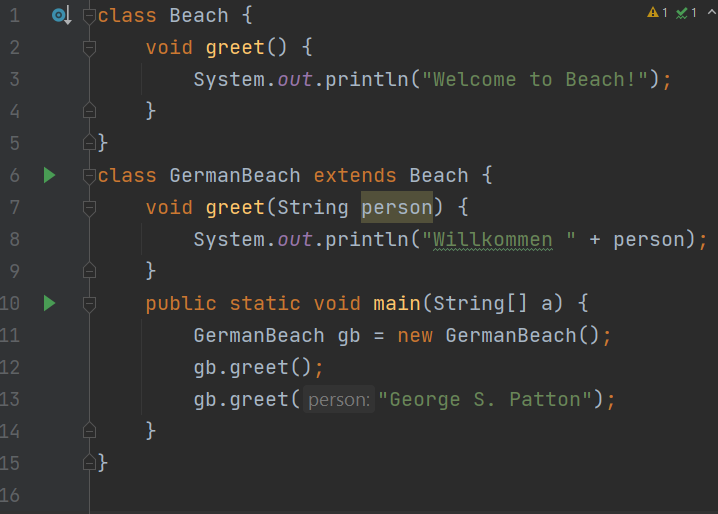 1 class Beach { 1 1
2 void greet() {
3 System.out.println("Welcome to Beach!");
4 }
5 }
6 class GermanBeach extends Beach {
7 void greet(String person) {
8 System.out.println("Willkommen " + person);
9 }
10 public static void main(String[] a) {
11 GermanBeach gb = new GermanBeach();
12 gb.greet();
13 gb.greet( person: "George S. Patton");
14 }
15 }
16